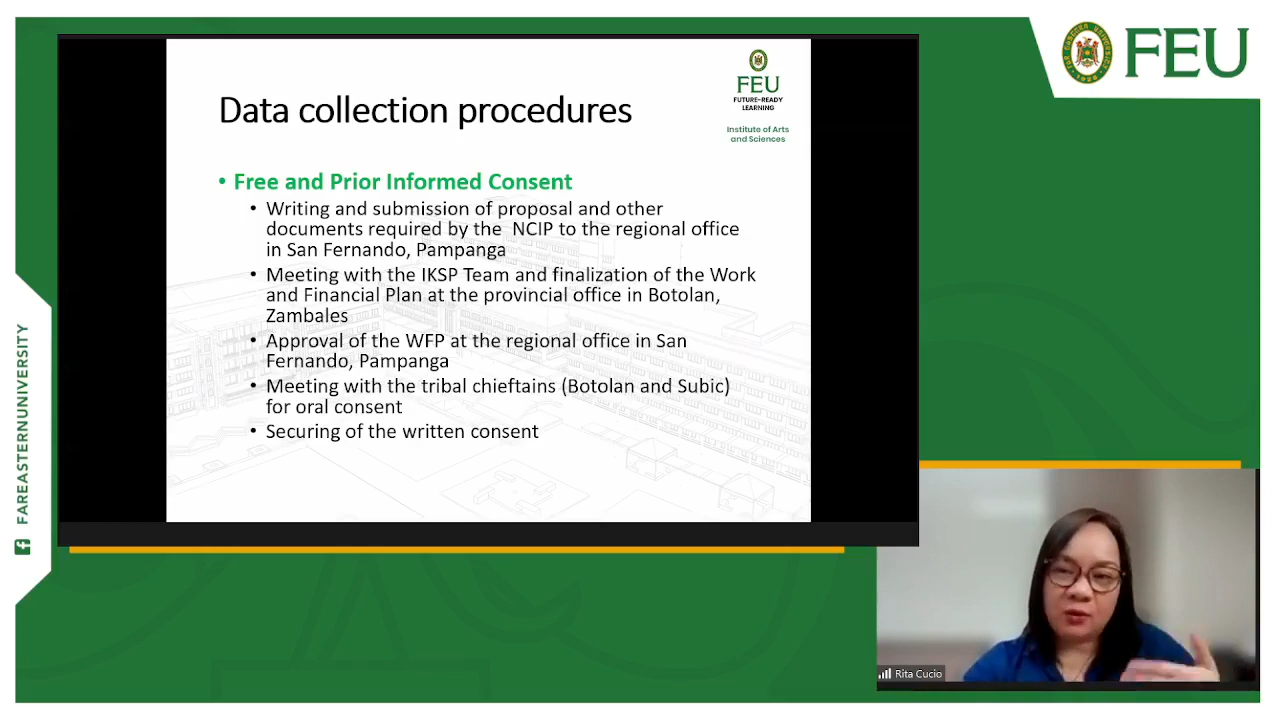 FEU
FEU
FUTURE-READY
LEARNING
Institute of Arts
and Sciences
Data collection procedures
• Free and Prior Informed Consent
• Writing and submission of proposal and other
documents required by the NCIP to the regional office
in San Fernando, Pampanga
• Meeting with the IKSP Team and finalization of the Work
and Financial Plan at the provincial office in Botolan,
Zambales
• Approval of the WFP at the regional office in San
Fernando, Pampanga
• Meeting with the tribal chieftains (Botolan and Subic)
for oral consent
• Securing of the written consent
FAREASTERNUNIVERSITY
Rita Cucio